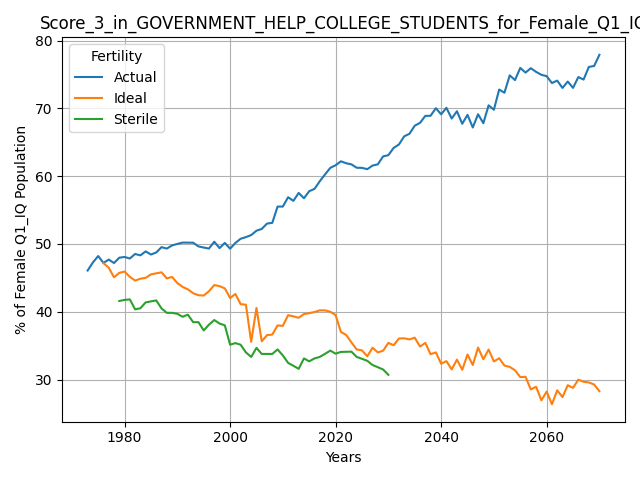 Score_3_in_GOVERNMENT_HELP_COLLEGE_STUDENTS_for_Female_Q1_IQ
Fertility
Actual
Ideal
Sterile
% of Female Q1_IQ Population
80
70
60
50
40
30
1980
2000
2020
2040
2060
Years